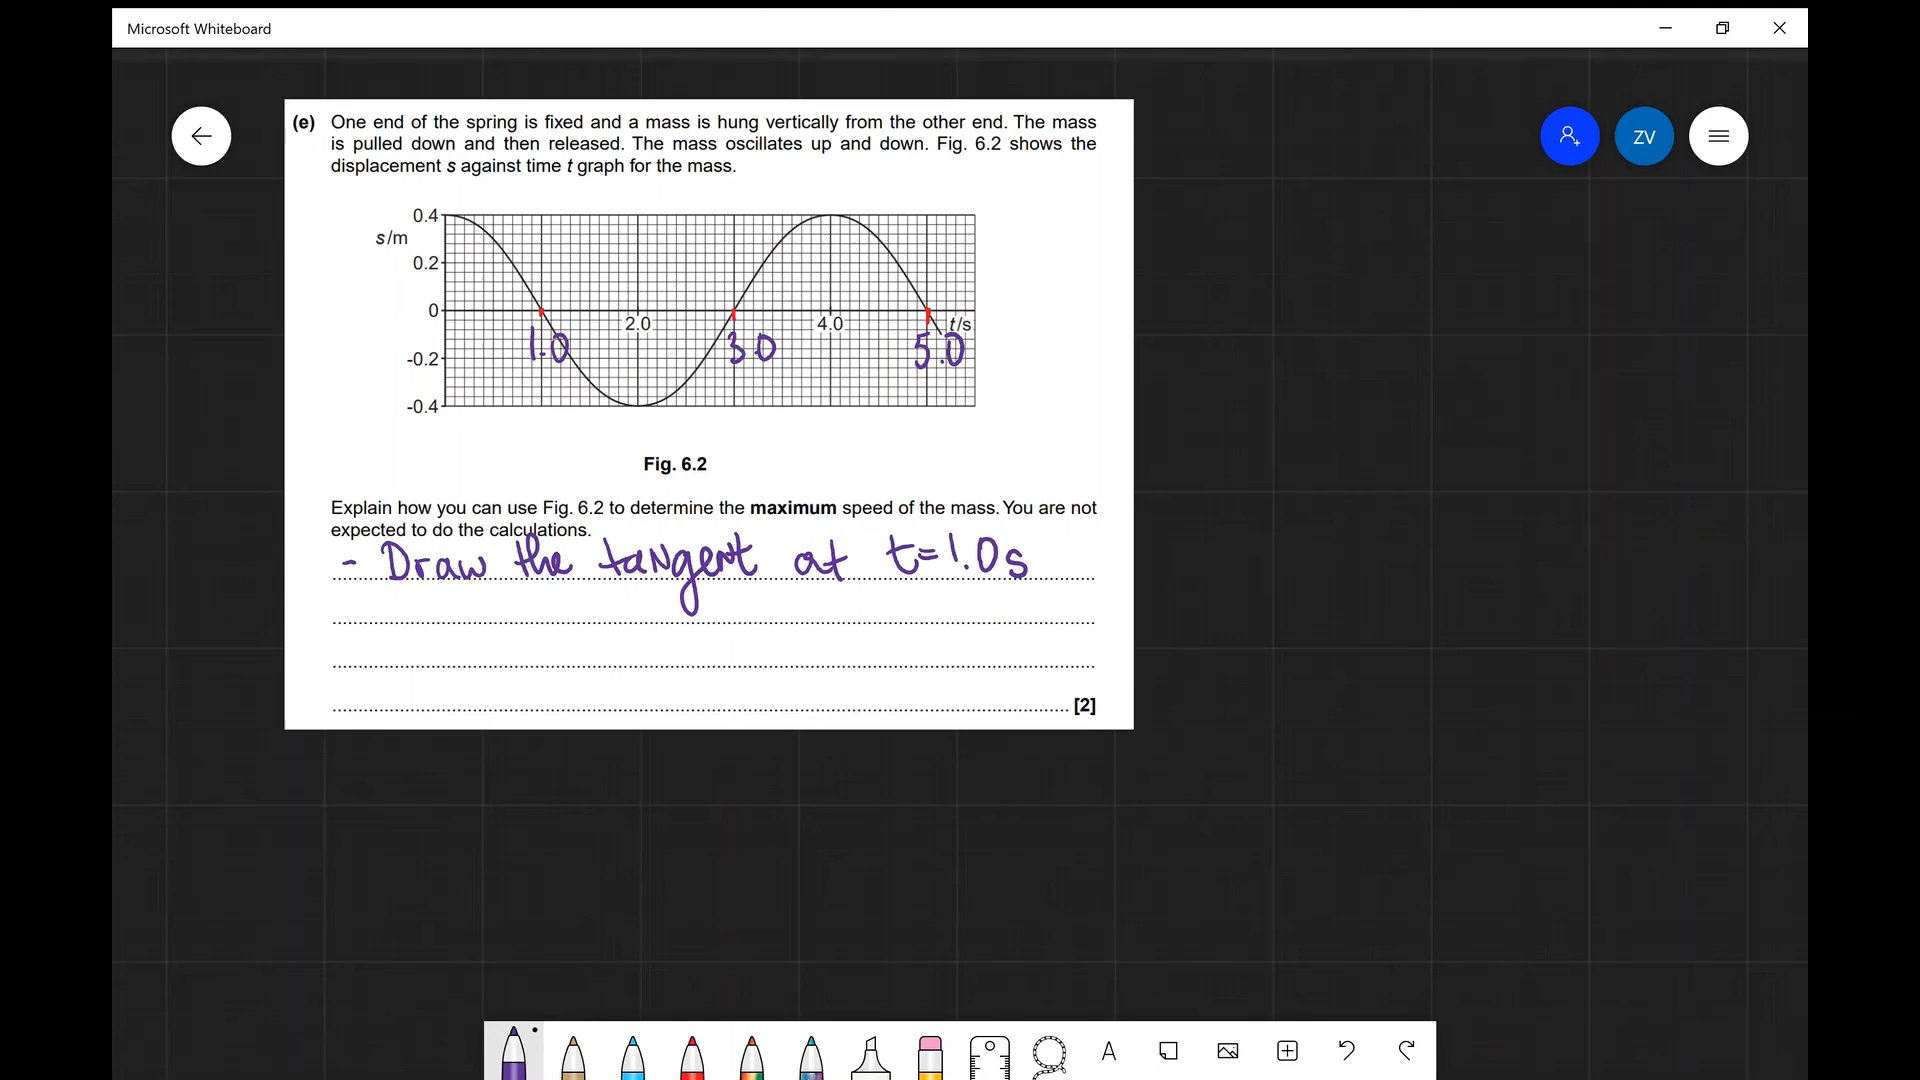 Microsoft Whiteboard
ZV
(e) One end of the spring is fixed and a mass is hung vertically from the other end. The mass
is pulled down and then released. The mass oscillates up and down. Fig. 6.2 shows the
displacement s against time t graph for the mass.
0.4
s/m
0.2
0
2.0
4.0
t/s
1.0
3.0
5.0
-0.2
-0.4
Fig. 6.2
Explain how you can use Fig. 6.2 to determine the maximum speed of the mass. You are not
expected to do the calculations.
- Draw the tangent at t=1.0s
[2]
A